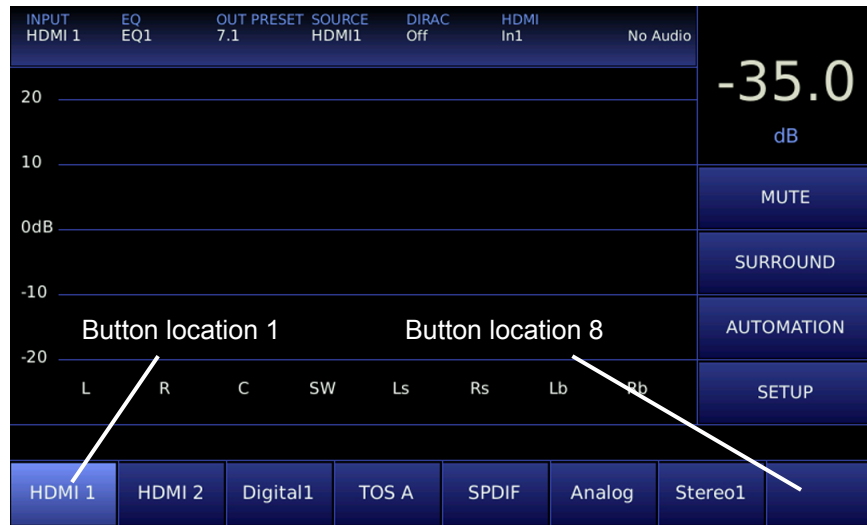 INPUT EQ OUT PRESET SOURCE DIRAC HDMI
HDMI 1 EQ1 7.1 HDMI1 Off In1 No Audio
-35.0
dB
20
10
0dB
-10
-20
MUTE
SURROUND
AUTOMATION
SETUP
Button location 1 Button location 8
L R C SW Ls Rs Lb Rb
HDMI 1 HDMI 2 Digital1 TOS A SPDIF Analog Stereo1